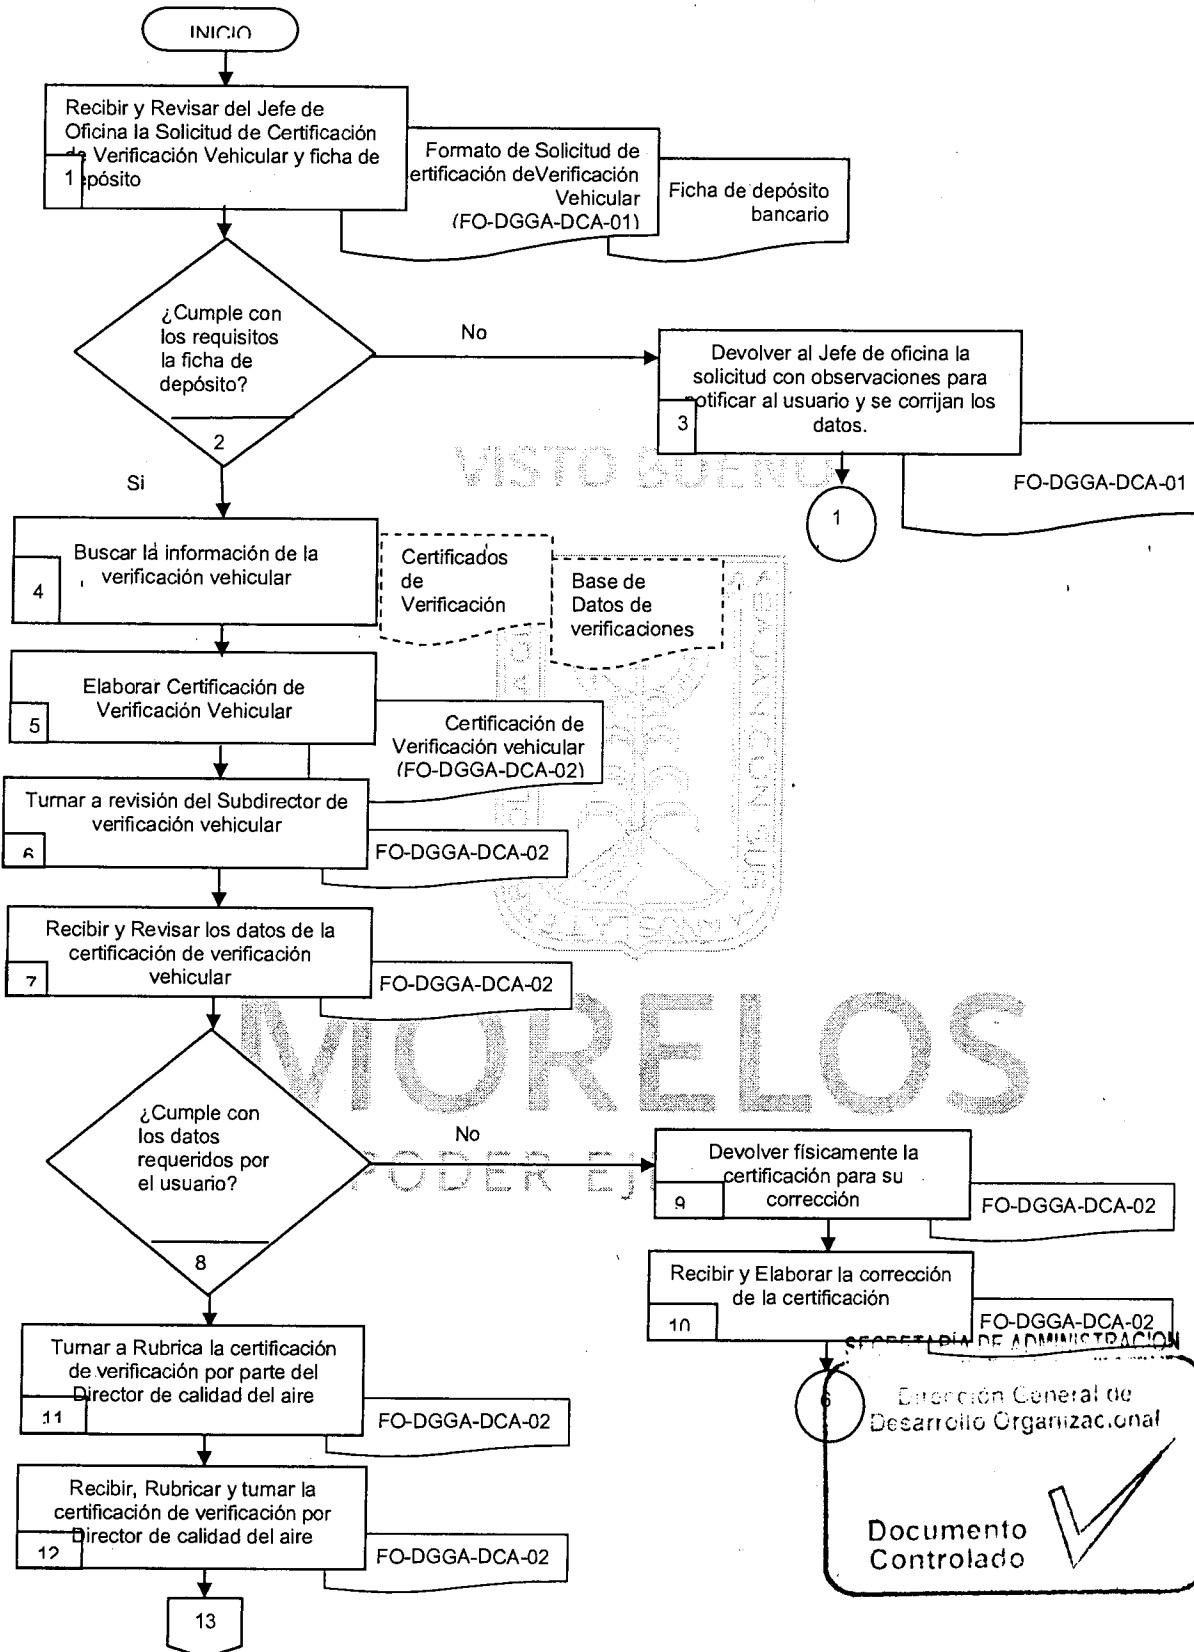 INICIO
Recibir y Revisar del Jefe de
Oficina la Solicitud de Certificación
de Verificación Vehicular y ficha de
depósito
1
Formato de Solicitud de
ertificación deVerificación
Vehicular
(FO-DGGA-DCA-01)
Ficha de depósito
bancario
¿Cumple con
los requisitos
la ficha de
depósito?
2
No
Si
Devolver al Jefe de oficina la
solicitud con observaciones para
notificar al usuario y se corrijan los
datos.
3
FO-DGGA-DCA-01
1
VISTO BUENO
Buscar la información de la
verificación vehicular
4
Certificados
de
Verificación
Base de
Datos de
verificaciones
Elaborar Certificación de
Verificación Vehicular
5
Certificación de
Verificación vehicular
(FO-DGGA-DCA-02)
Turnar a revisión del Subdirector de
verificación vehicular
6
FO-DGGA-DCA-02
Recibir y Revisar los datos de la
certificación de verificación
vehicular
7
FO-DGGA-DCA-02
MORELOS
PODER EJ
¿Cumple con
los datos
requeridos por
el usuario?
8
No
Devolver físicamente la
certificación para su
corrección
9
FO-DGGA-DCA-02
Recibir y Elaborar la corrección
de la certificación
10
FO-DGGA-DCA-02
6
SECRETARÍA DE ADMINISTRACIÓN
Dirección General de
Desarrollo Organizacional
Documento
Controlado
Turnar a Rubrica la certificación
de verificación por parte del
Director de calidad del aire
11
FO-DGGA-DCA-02
Recibir, Rubricar y turnar la
certificación de verificación por
Director de calidad del aire
12
FO-DGGA-DCA-02
13